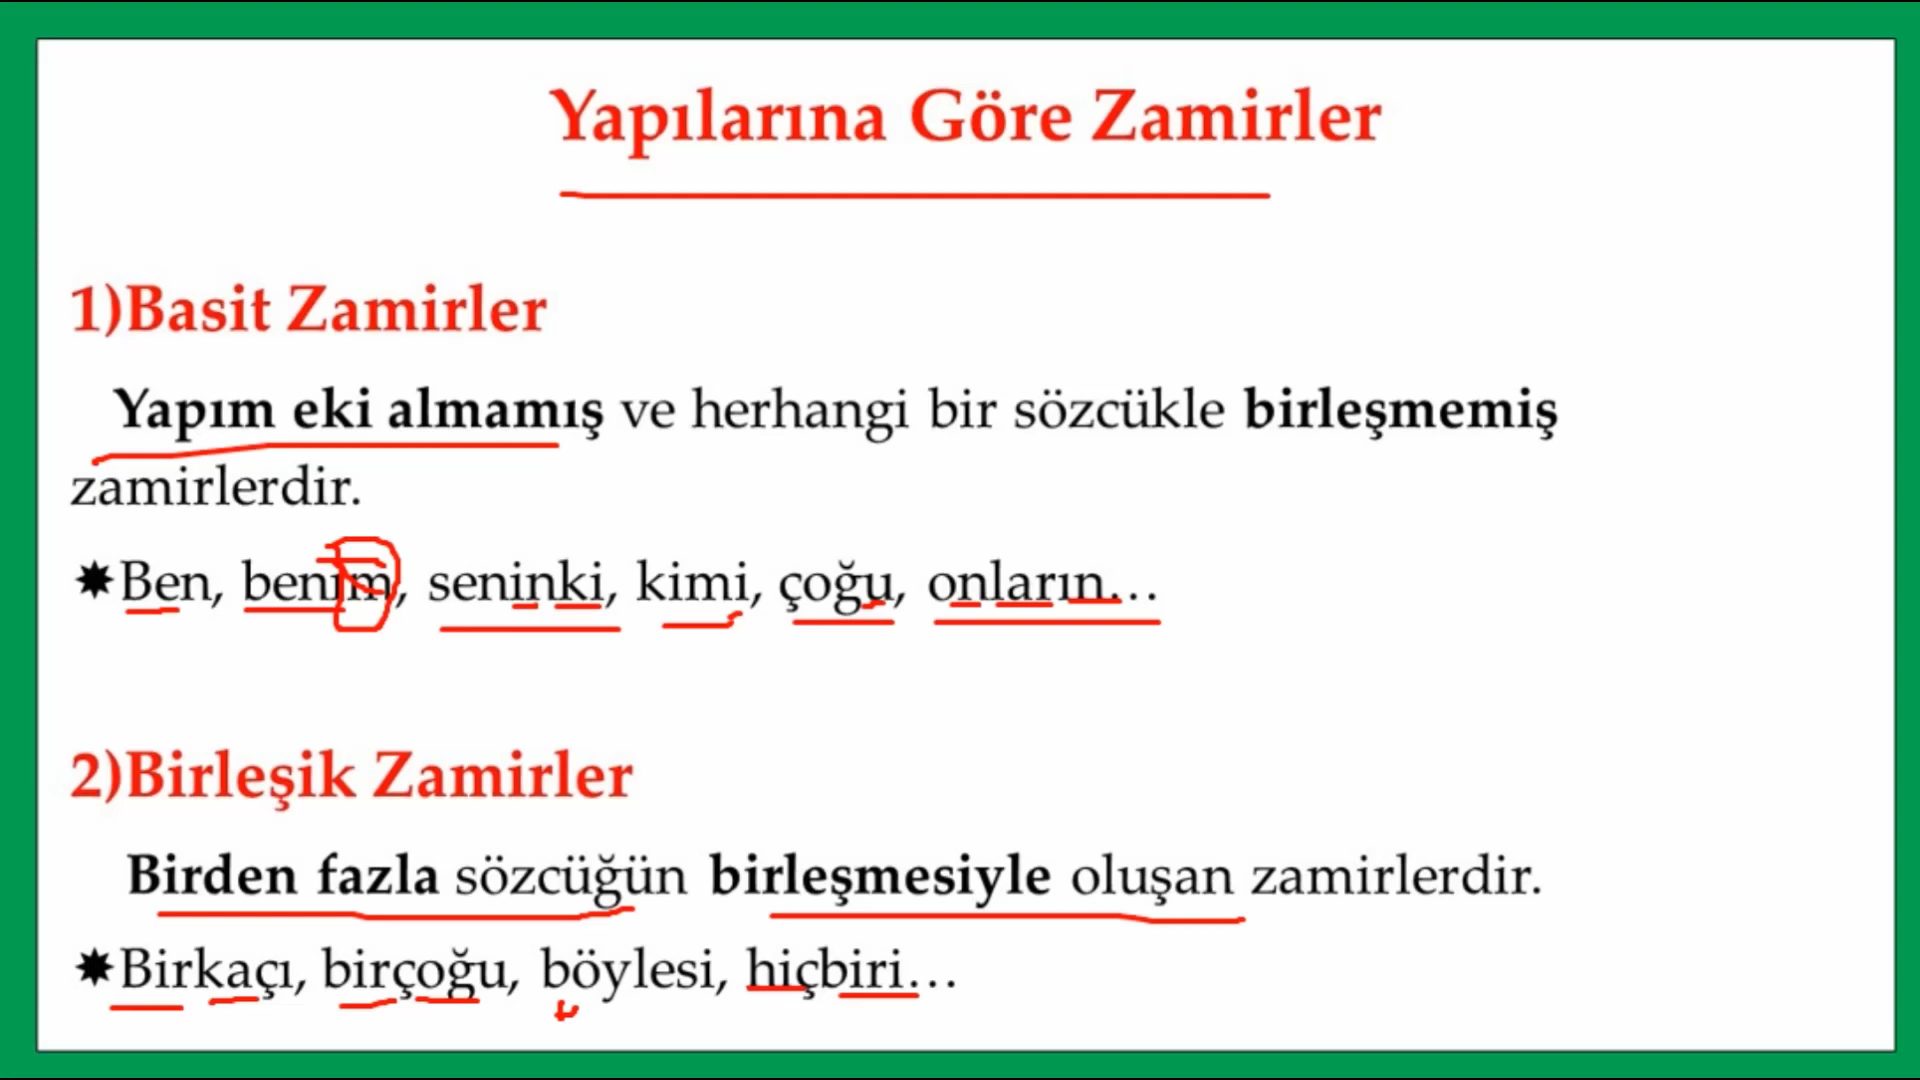 Yapılarına Göre Zamirler
1)Basit Zamirler
Yapım eki almamış ve herhangi bir sözcükle birleşmemiş
zamirlerdir.
✸Ben, benim, seninki, kimi, çoğu, onların…
2)Birleşik Zamirler
Birden fazla sözcüğün birleşmesiyle oluşan zamirlerdir.
✸Birkaçı, birçoğu, böylesi, hiçbiri…